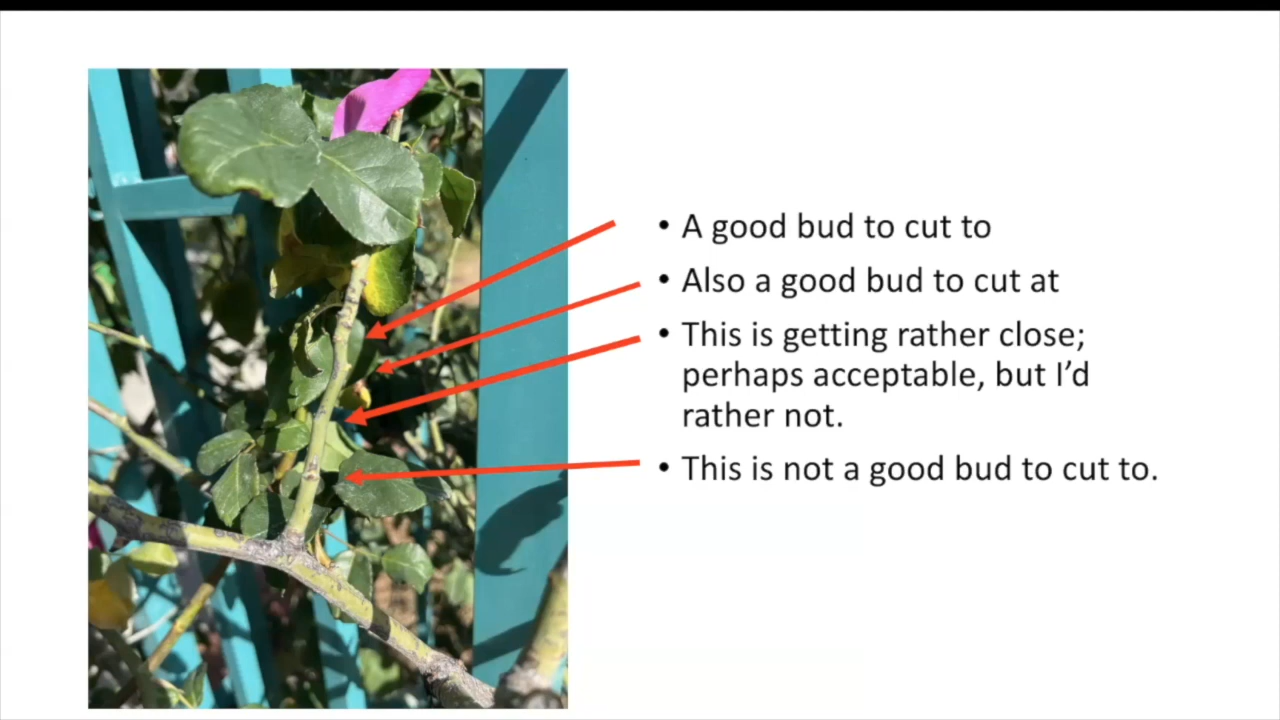 • A good bud to cut to
• Also a good bud to cut at
• This is getting rather close;
perhaps acceptable, but I’d
rather not.
• This is not a good bud to cut to.